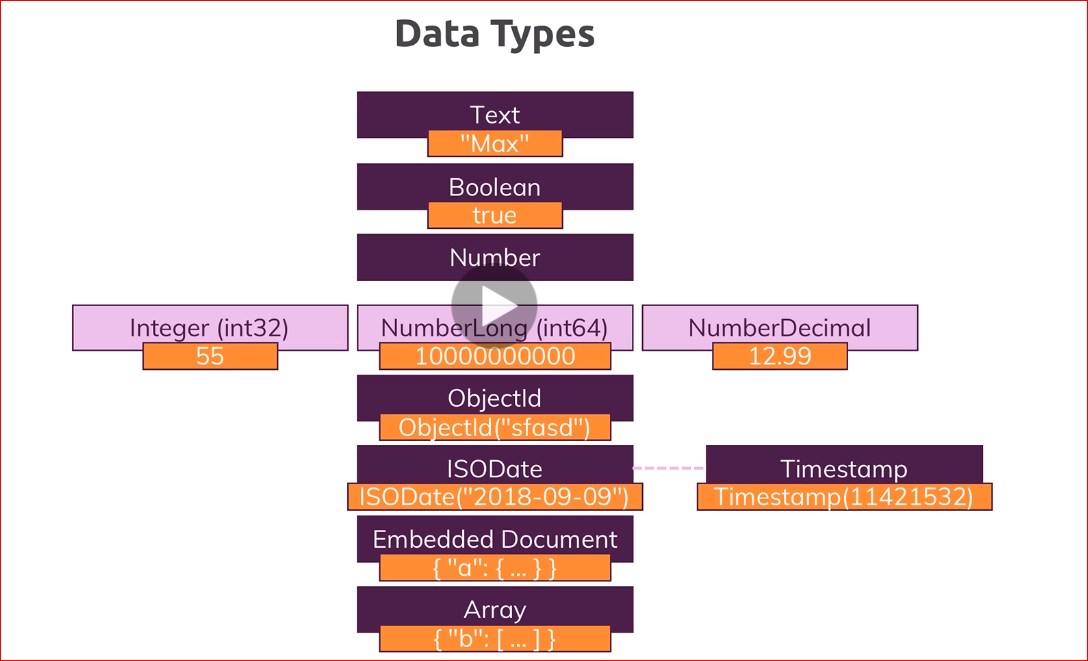 Data Types
Text
"Max"
Boolean
true
Number
Integer (int32)
55
NumberLong (int64)
10000000000
NumberDecimal
12.99
ObjectId
ObjectId("sfasd")
ISODate
ISODate("2018-09-09")
Timestamp
Timestamp(11421532)
Embedded Document
{ "a": { ... } }
Array
{ "b": [ ... ] }